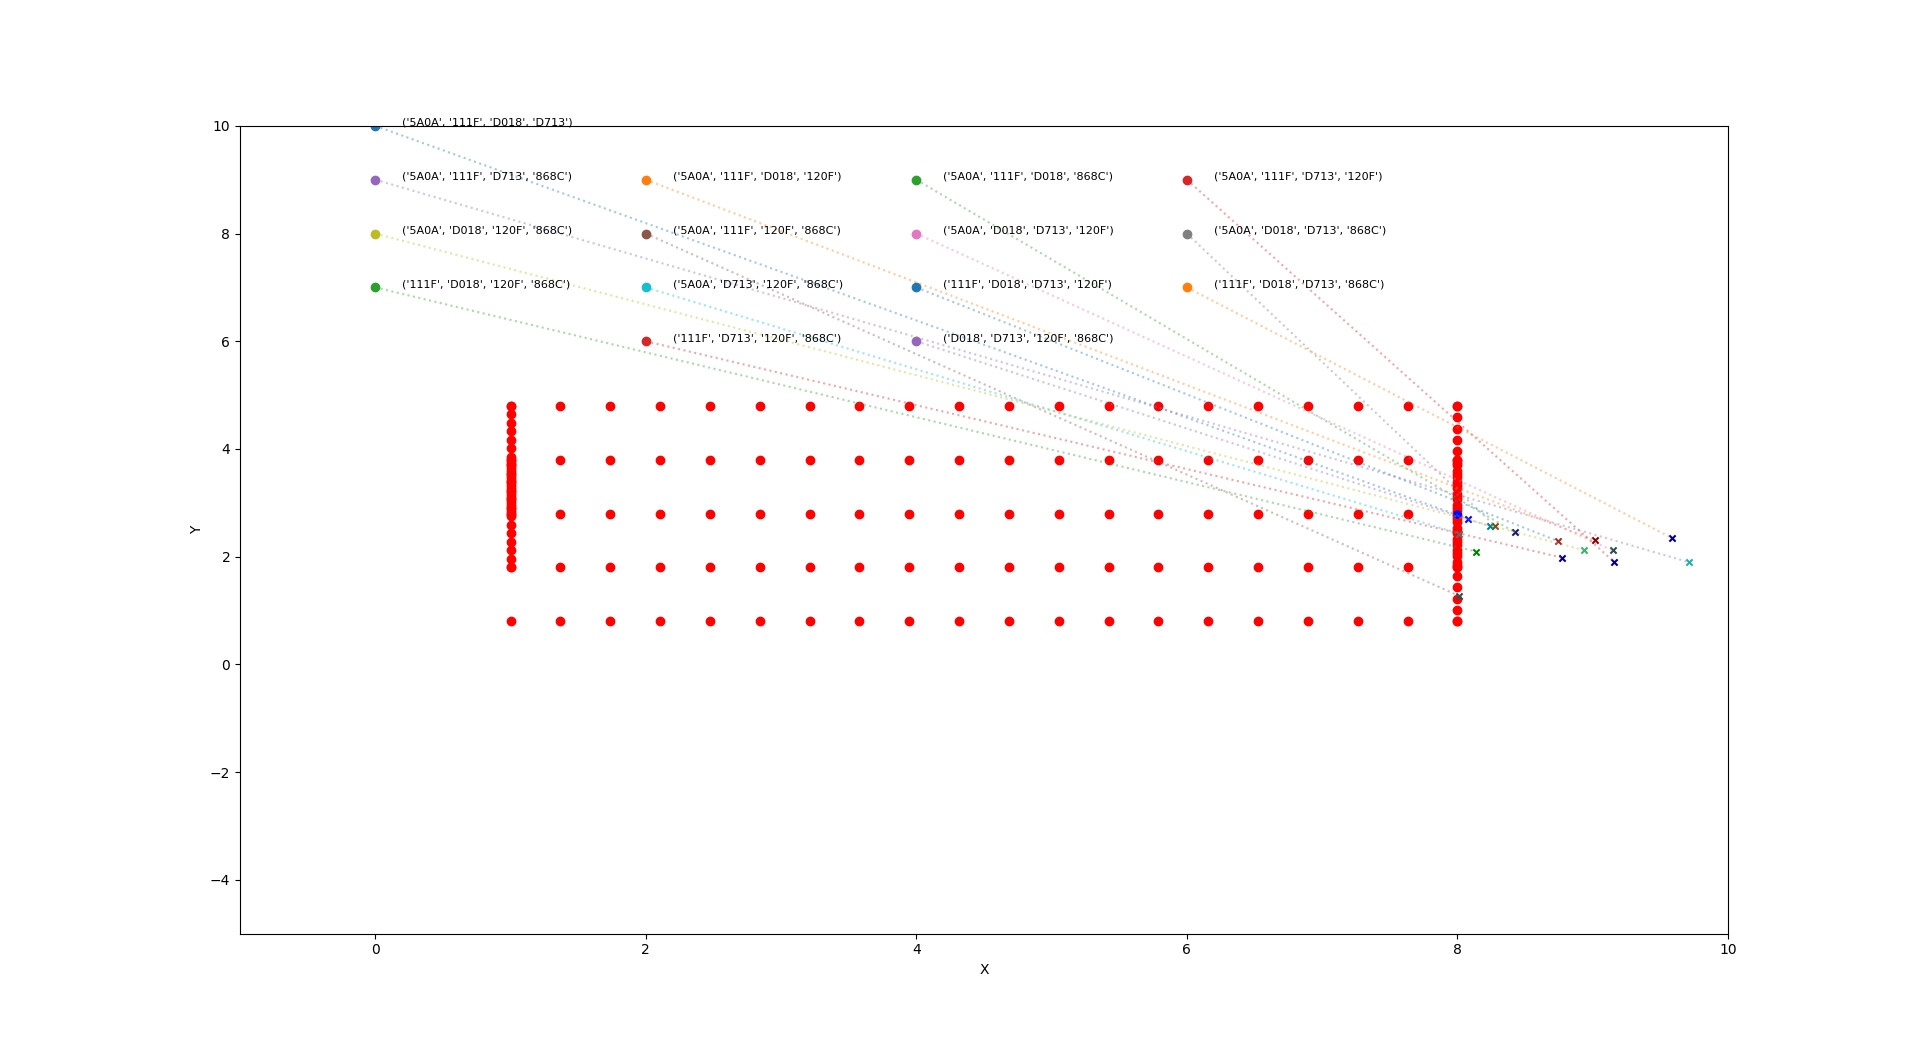 10
('5A0A', '111F', 'D018', 'D713')
('5A0A', '111F', 'D713', '868C')
('5A0A', '111F', 'D018', '120F')
('5A0A', '111F', 'D018', '868C')
('5A0A', '111F', 'D713', '120F')
8
('5A0A', 'D018', '120F', '868C')
('5A0A', '111F', '120F', '868C')
('5A0A', 'D018', 'D713', '120F')
('5A0A', 'D018', 'D713', '868C')
('111F', 'D018', '120F', '868C')
('5A0A', 'D713', '120F', '868C')
('111F', 'D018', 'D713', '120F')
('111F', 'D018', 'D713', '868C')
6
('111F', 'D713', '120F', '868C')
('D018', 'D713', '120F', '868C')
4
Y
2
0
−2
−4
0 2 4 6 8 10
X